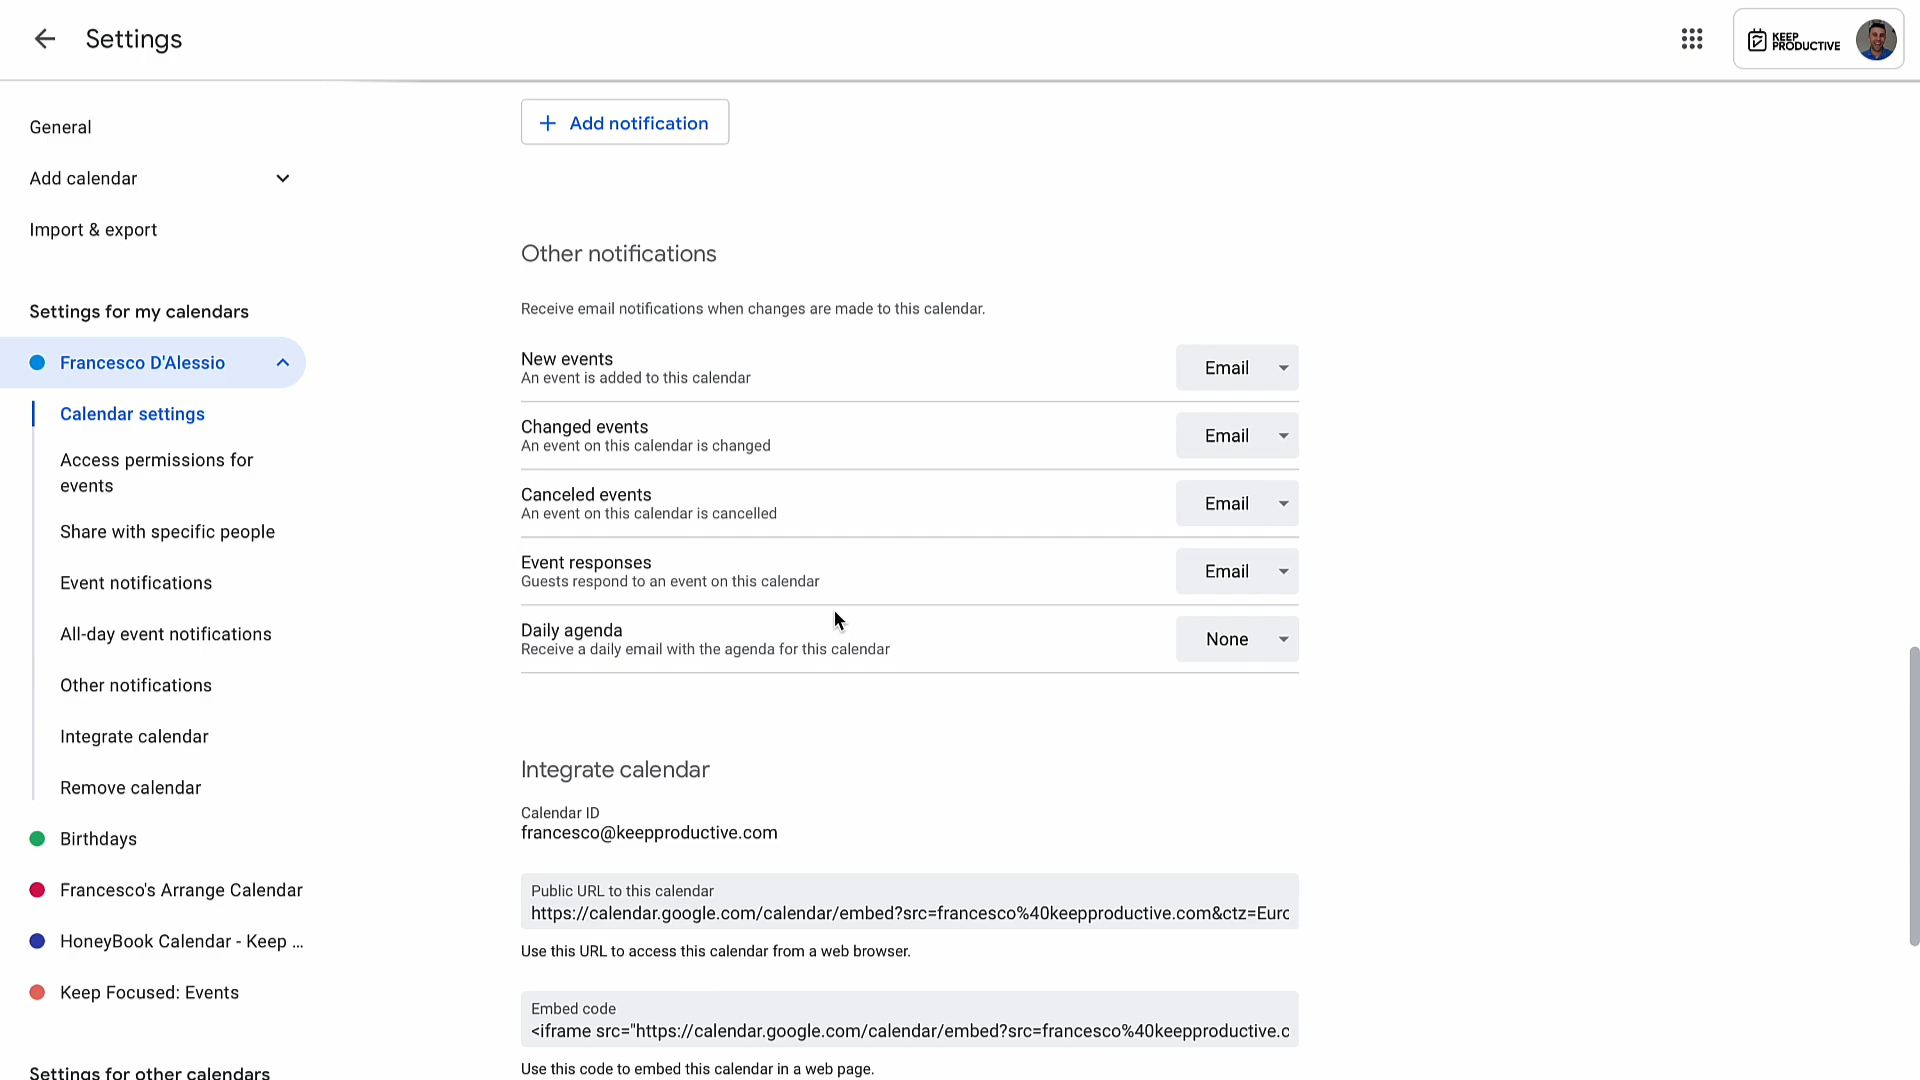 Settings
KEEP
PRODUCTIVE
General
Add calendar
Import & export
Settings for my calendars
Francesco D'Alessio
Calendar settings
Access permissions for
events
Share with specific people
Event notifications
All-day event notifications
Other notifications
Integrate calendar
Remove calendar
Birthdays
Francesco's Arrange Calendar
HoneyBook Calendar - Keep ...
Keep Focused: Events
Settings for other calendars
+ Add notification
Other notifications
Receive email notifications when changes are made to this calendar.
New events
An event is added to this calendar
Email
Changed events
An event on this calendar is changed
Email
Canceled events
An event on this calendar is cancelled
Email
Event responses
Guests respond to an event on this calendar
Email
Daily agenda
Receive a daily email with the agenda for this calendar
None
Integrate calendar
Calendar ID
francesco@keepproductive.com
Public URL to this calendar
https://calendar.google.com/calendar/embed?src=francesco%40keepproductive.com&ctz=Euro
Use this URL to access this calendar from a web browser.
Embed code
<iframe src="https://calendar.google.com/calendar/embed?src=francesco%40keepproductive.c
Use this code to embed this calendar in a web page.